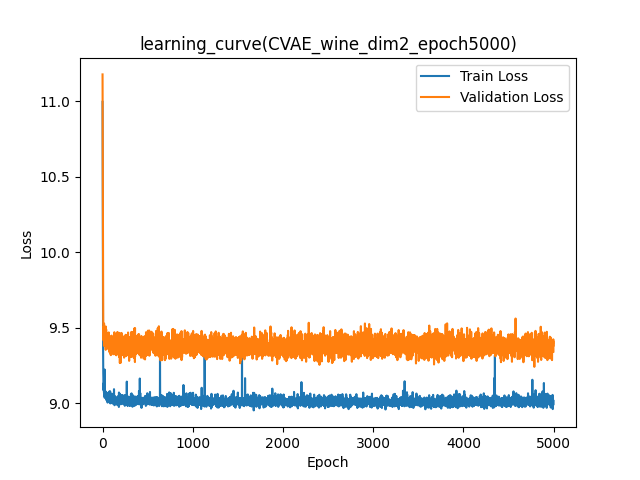 learning_curve(CVAE_wine_dim2_epoch5000)
Train Loss
Validation Loss
11.0
10.5
10.0
9.5
9.0
Loss
0
1000
2000
3000
4000
5000
Epoch